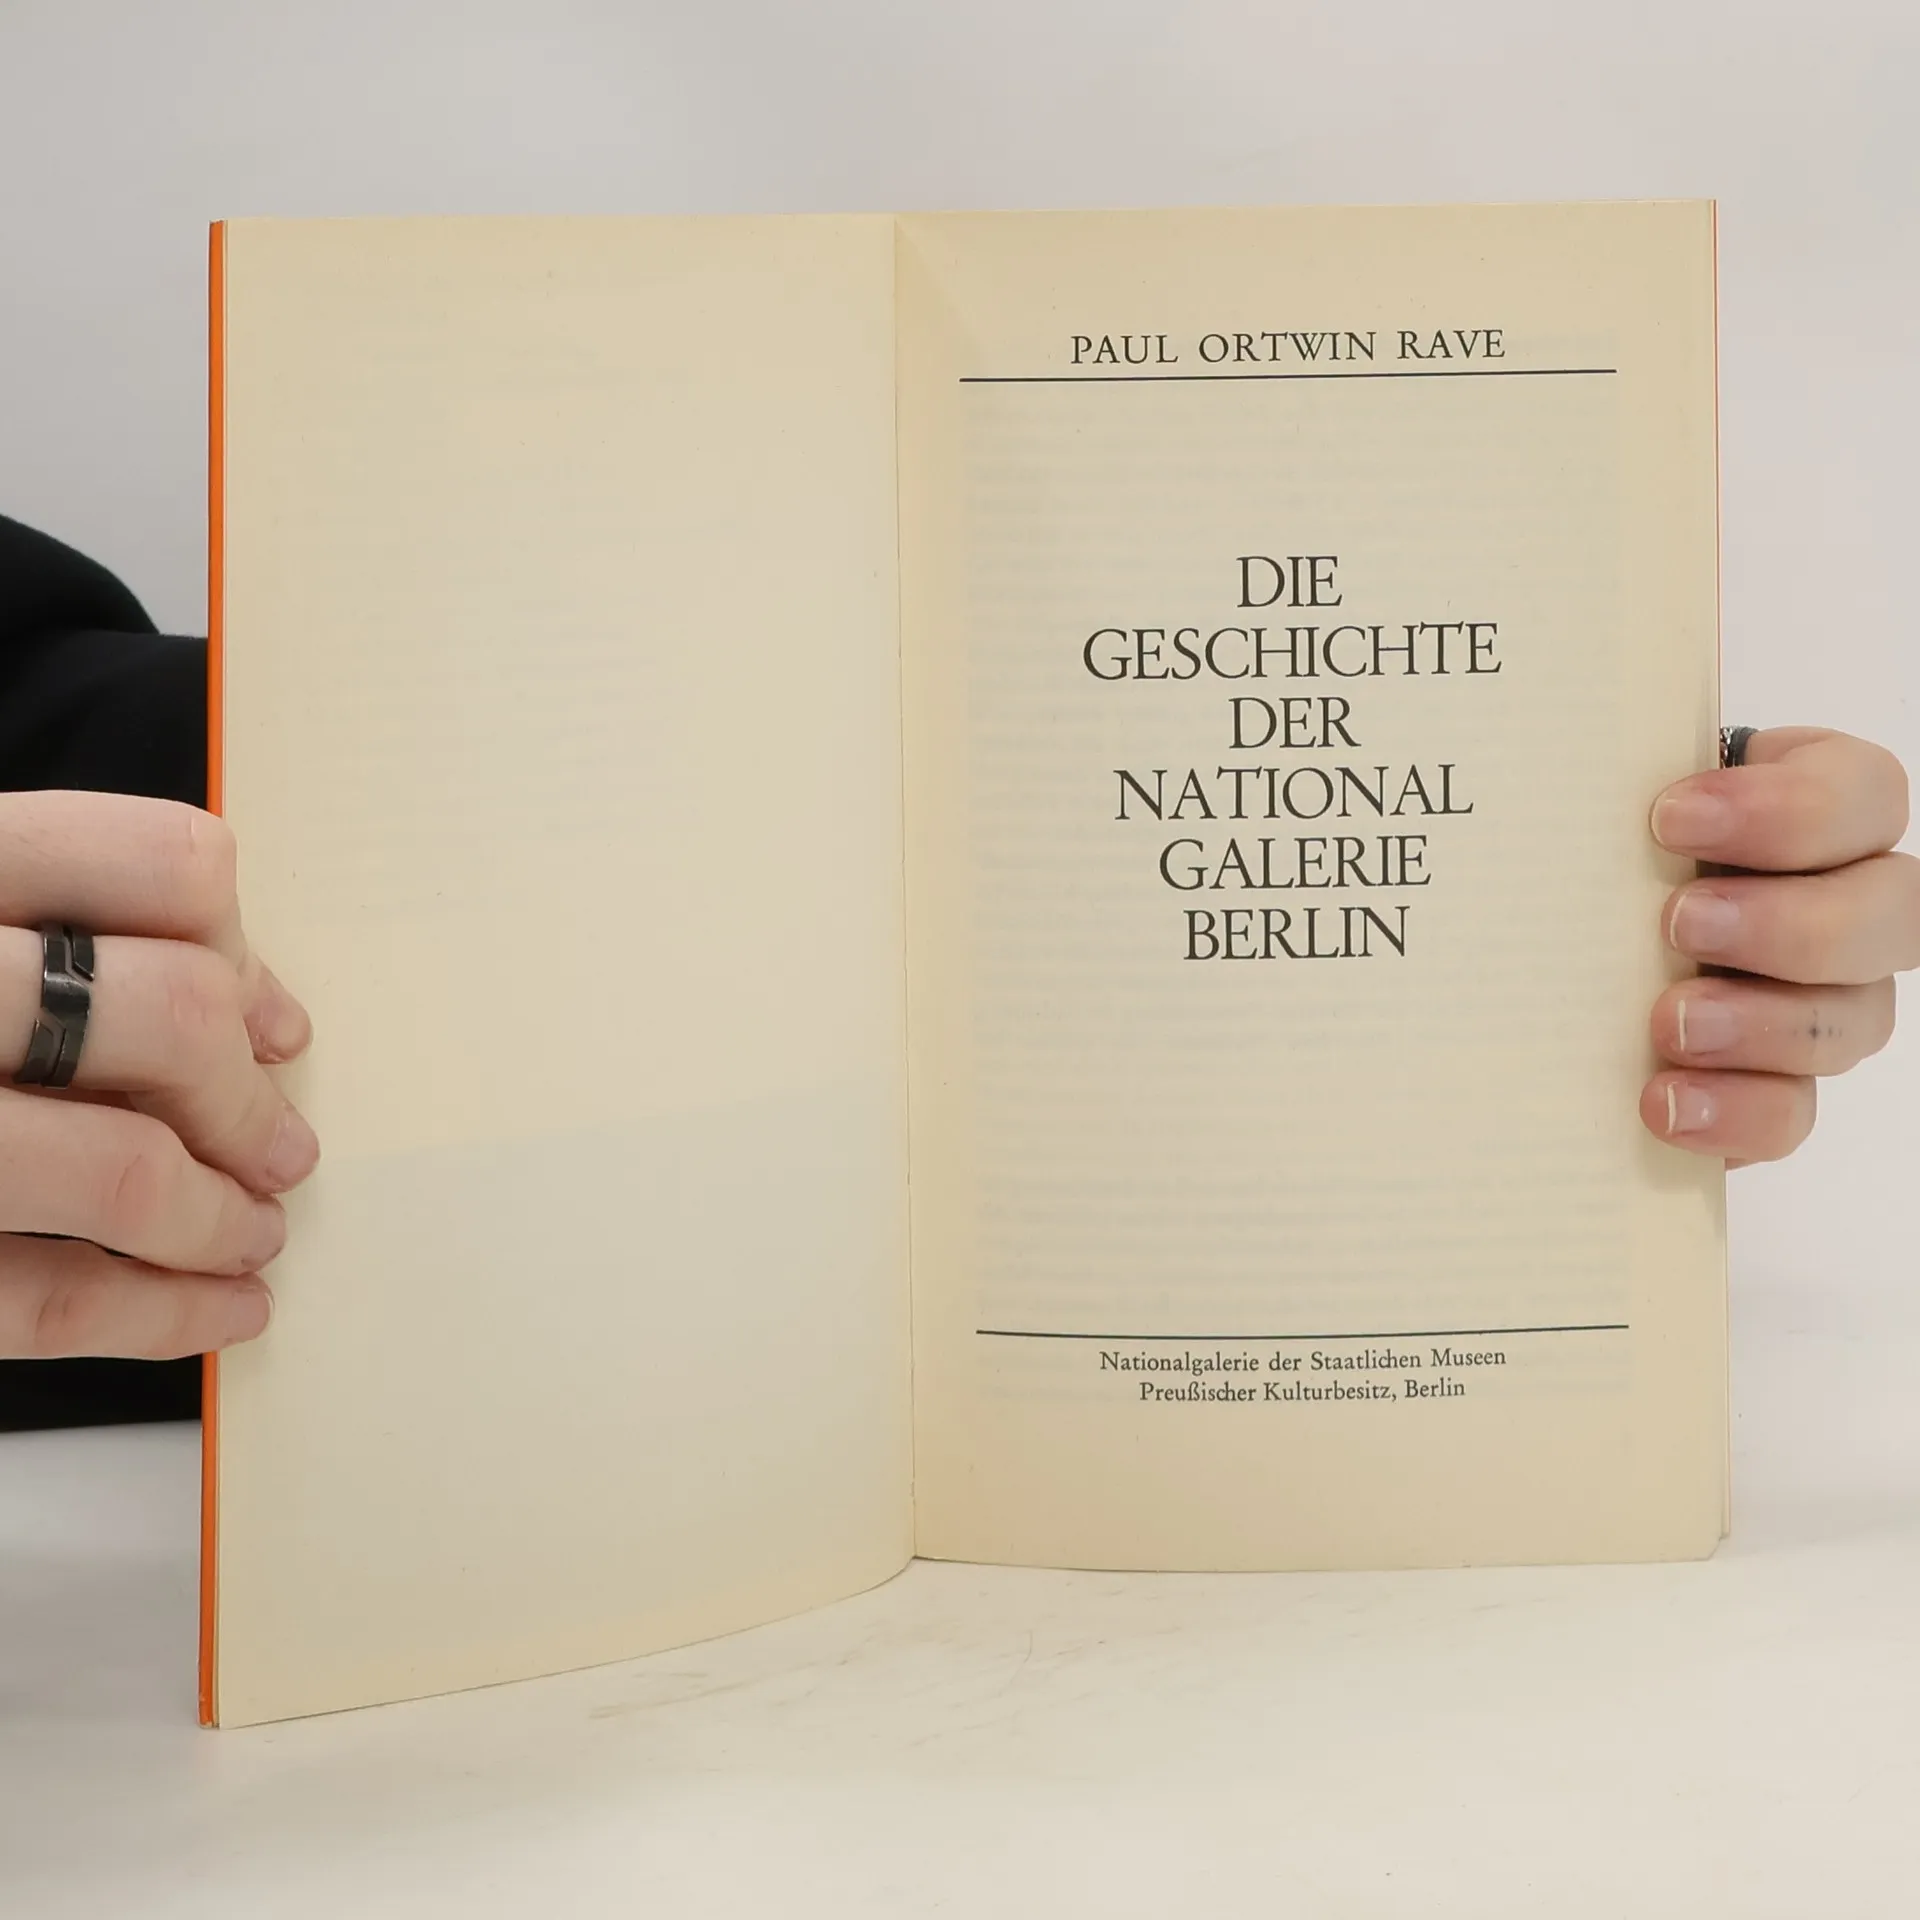 PAUL ORTWIN RAVE
DIE
GESCHICHTE
DER
NATIONAL
GALERIE
BERLIN
Nationalgalerie der Staatlichen Museen
Preußischer Kulturbesitz, Berlin